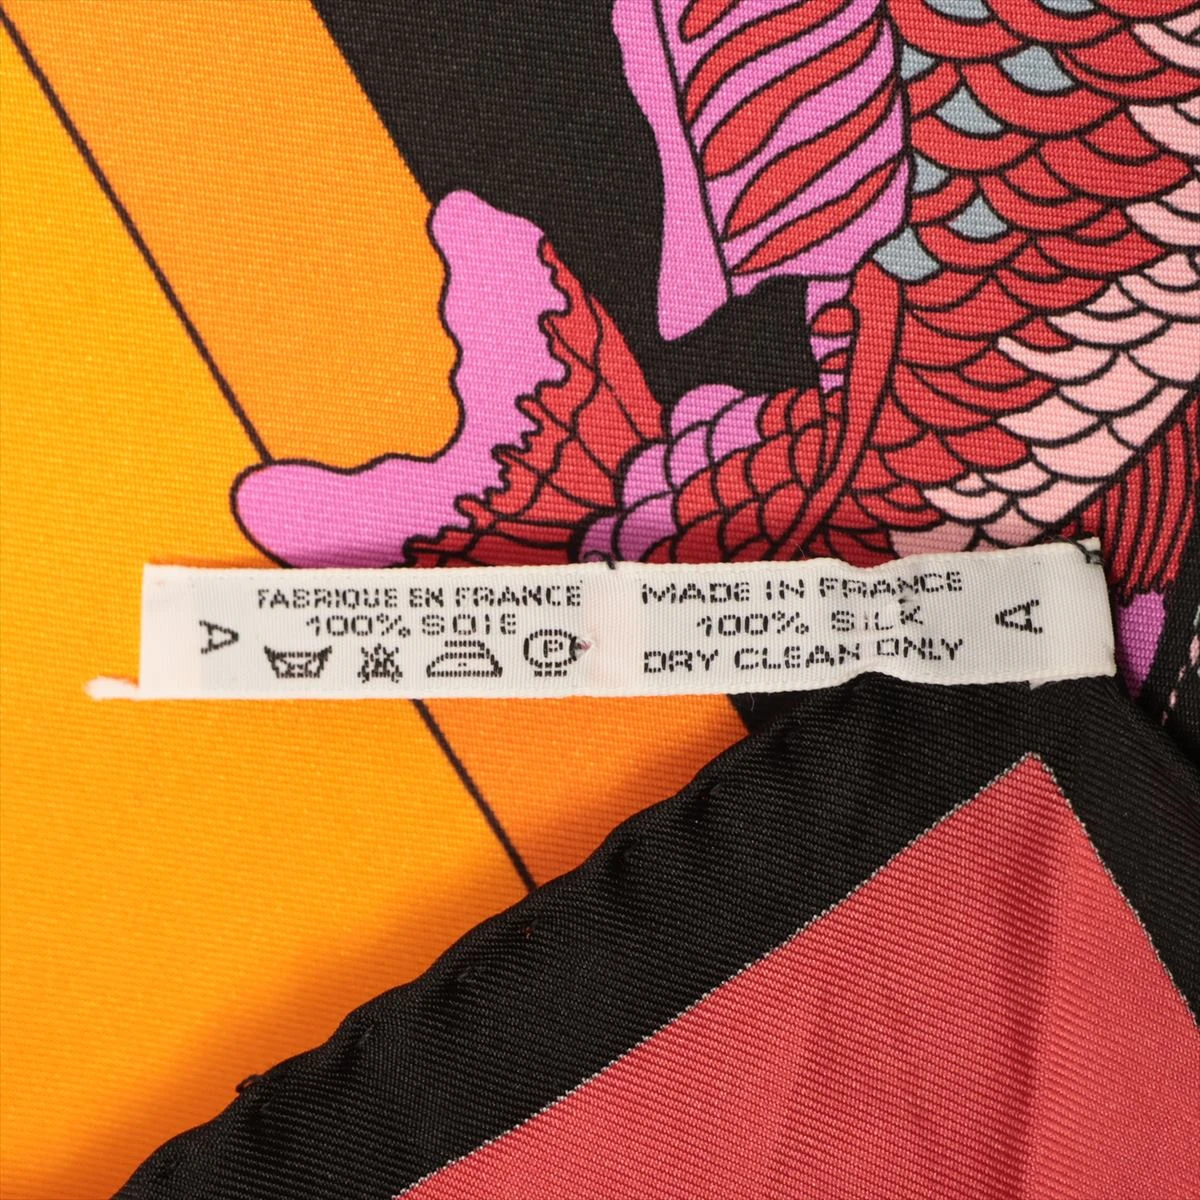 FABRIQUE EN FRANCE
100% SOIE
P
A
MADE IN FRANCE
100% SILK
DRY CLEAN ONLY
A